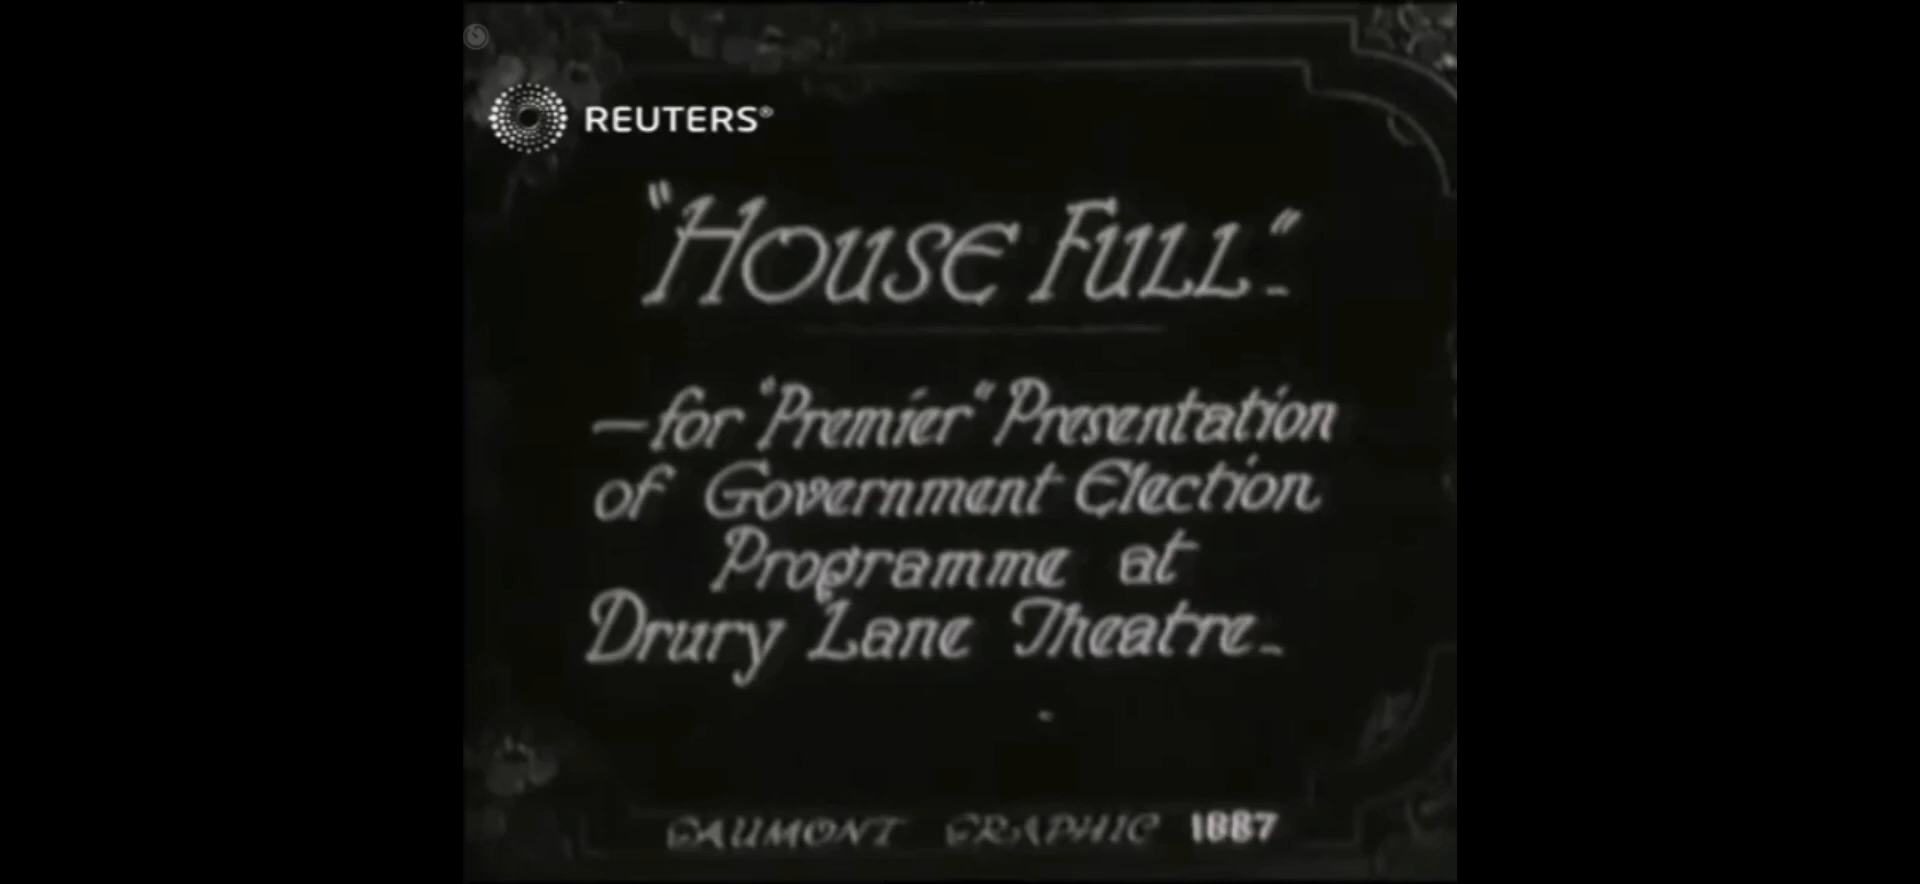 REUTERS®
"HOUSE FULL"-
—for "Premier" Presentation
of Government Election
Programme at
Drury Lane Theatre-
GAUMONT GRAPHIC 1887